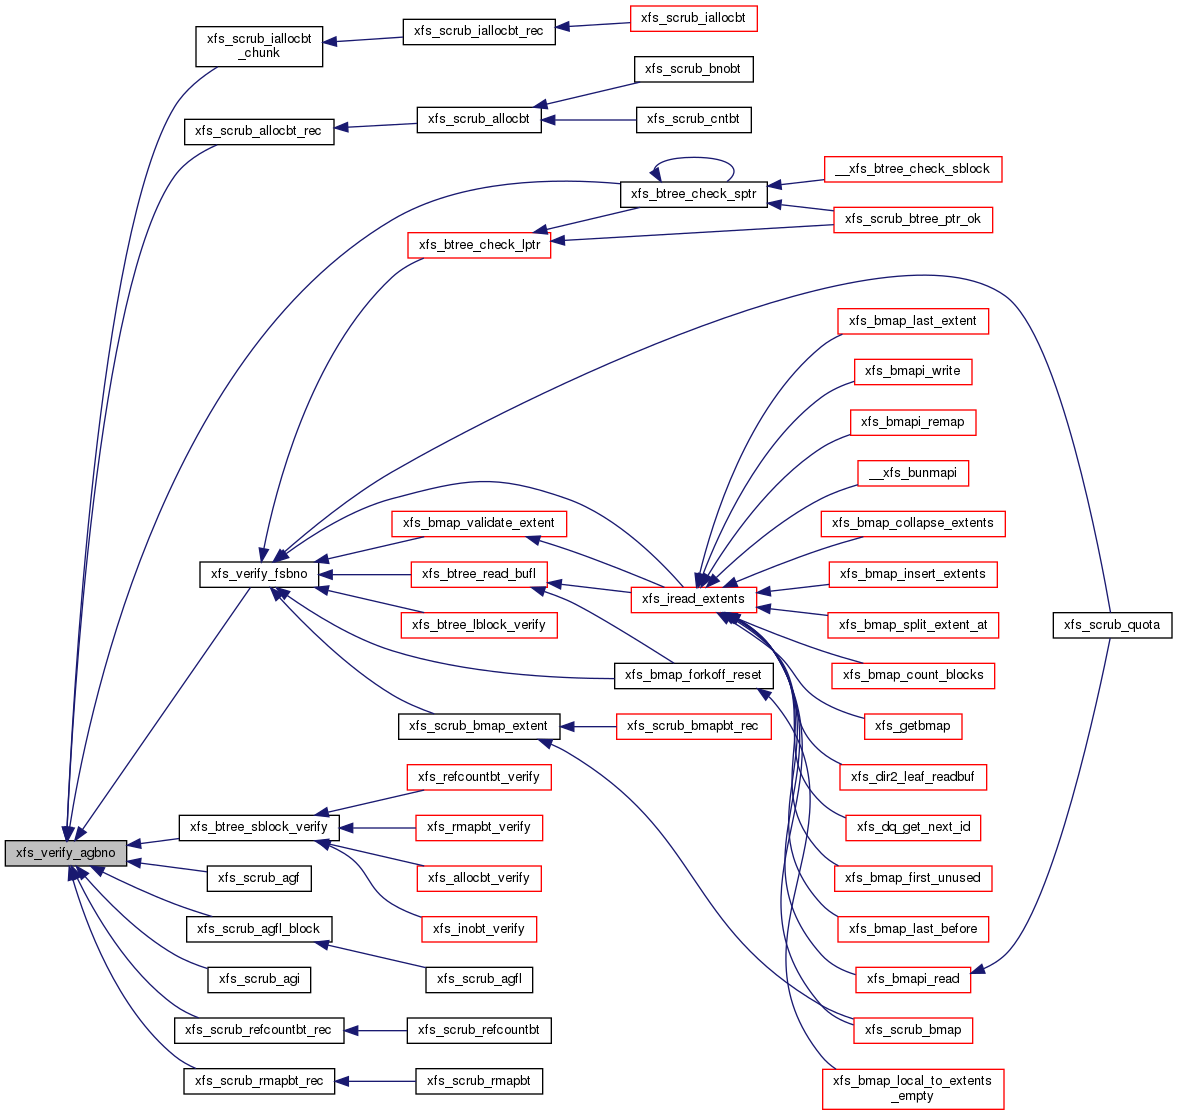 xfs_scrub_iallocbt
_chunk
xfs_scrub_iallocbt_rec
xfs_scrub_iallocbt
xfs_scrub_bnobt
xfs_scrub_allocbt_rec
xfs_scrub_allocbt
xfs_scrub_cntbt
xfs_btree_check_sptr
__xfs_btree_check_sblock
xfs_scrub_btree_ptr_ok
xfs_btree_check_lptr
xfs_bmap_last_extent
xfs_bmapi_write
xfs_bmapi_remap
__xfs_bunmapi
xfs_bmap_validate_extent
xfs_bmap_collapse_extents
xfs_verify_fsbno
xfs_btree_read_bufl
xfs_bmap_insert_extents
xfs_iread_extents
xfs_btree_lblock_verify
xfs_bmap_split_extent_at
xfs_scrub_quota
xfs_bmap_forkoff_reset
xfs_bmap_count_blocks
xfs_scrub_bmap_extent
xfs_scrub_bmapbt_rec
xfs_getbmap
xfs_refcountbt_verify
xfs_dir2_leaf_readbuf
xfs_btree_sblock_verify
xfs_rmapbt_verify
xfs_dq_get_next_id
xfs_verify_agbno
xfs_scrub_agf
xfs_allocbt_verify
xfs_bmap_first_unused
xfs_scrub_agfl_block
xfs_inobt_verify
xfs_bmap_last_before
xfs_scrub_agi
xfs_scrub_agfl
xfs_bmapi_read
xfs_scrub_refcountbt_rec
xfs_scrub_refcountbt
xfs_scrub_bmap
xfs_scrub_rmapbt_rec
xfs_scrub_rmapbt
xfs_bmap_local_to_extents
_empty